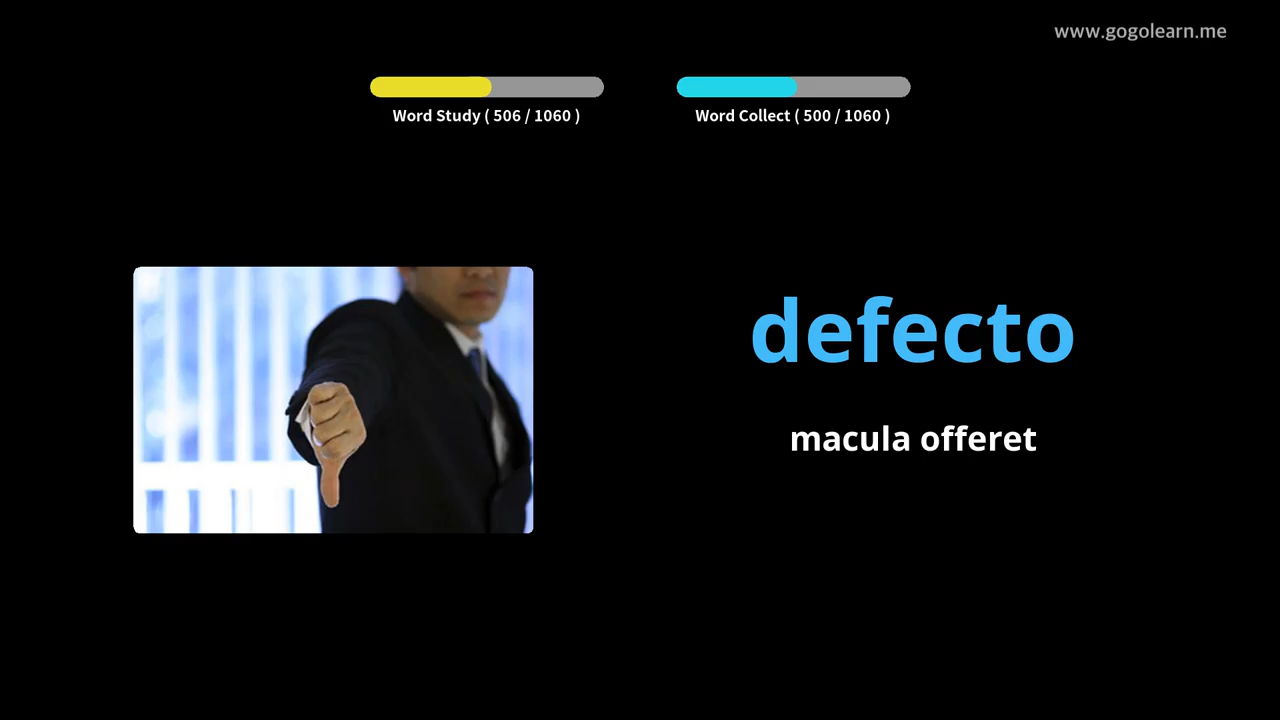 www.gogolearn.me
Word Study ( 506 / 1060 )
Word Collect ( 500 / 1060 )
defecto
macula offeret